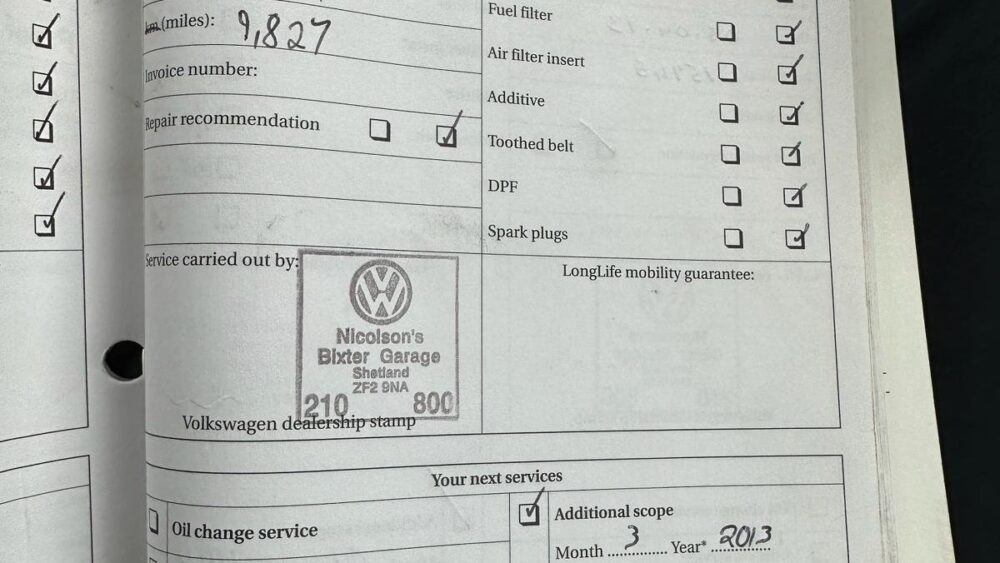 km (miles): 9,827
Invoice number:
Repair recommendation
Fuel filter
Air filter insert
Additive
Toothed belt
DPF
Spark plugs
Service carried out by:
Nicolson's
Bixter Garage
Shetland
ZF2 9NA
210 800
Volkswagen dealership stamp
LongLife mobility guarantee:
Your next services
Oil change service
Additional scope
Month 3 Year* 2013